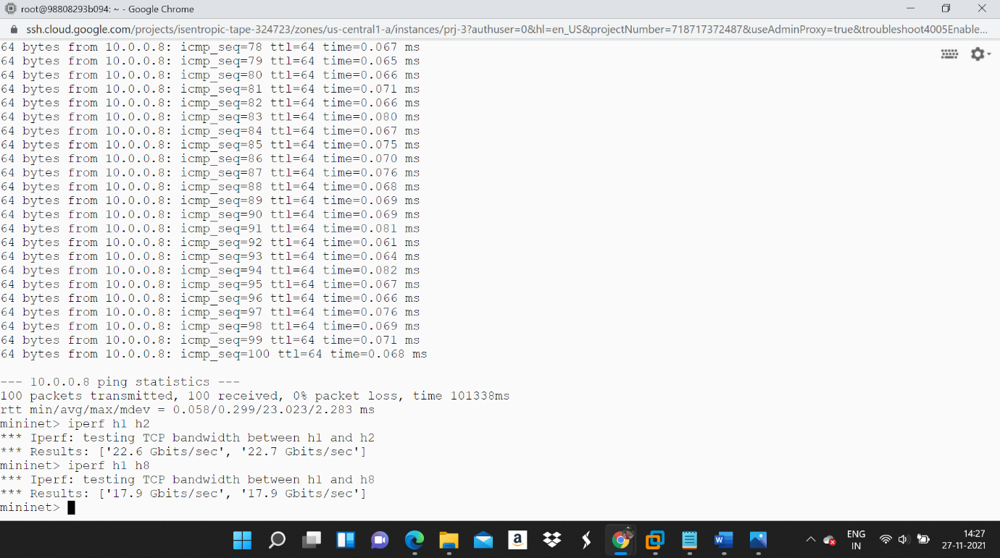 root@98808293b094: ~ - Google Chrome
ssh.cloud.google.com/projects/isentropic-tape-324723/zones/us-central1-a/instances/prj-3?authuser=0&hl=en_US&projectNumber=718717372487&useAdminProxy=true&troubleshoot4005Enable...
64 bytes from 10.0.0.8: icmp_seq=78 ttl=64 time=0.067 ms
64 bytes from 10.0.0.8: icmp_seq=79 ttl=64 time=0.065 ms
64 bytes from 10.0.0.8: icmp_seq=80 ttl=64 time=0.066 ms
64 bytes from 10.0.0.8: icmp_seq=81 ttl=64 time=0.071 ms
64 bytes from 10.0.0.8: icmp_seq=82 ttl=64 time=0.066 ms
64 bytes from 10.0.0.8: icmp_seq=83 ttl=64 time=0.080 ms
64 bytes from 10.0.0.8: icmp_seq=84 ttl=64 time=0.067 ms
64 bytes from 10.0.0.8: icmp_seq=85 ttl=64 time=0.075 ms
64 bytes from 10.0.0.8: icmp_seq=86 ttl=64 time=0.070 ms
64 bytes from 10.0.0.8: icmp_seq=87 ttl=64 time=0.076 ms
64 bytes from 10.0.0.8: icmp_seq=88 ttl=64 time=0.068 ms
64 bytes from 10.0.0.8: icmp_seq=89 ttl=64 time=0.069 ms
64 bytes from 10.0.0.8: icmp_seq=90 ttl=64 time=0.069 ms
64 bytes from 10.0.0.8: icmp_seq=91 ttl=64 time=0.081 ms
64 bytes from 10.0.0.8: icmp_seq=92 ttl=64 time=0.061 ms
64 bytes from 10.0.0.8: icmp_seq=93 ttl=64 time=0.064 ms
64 bytes from 10.0.0.8: icmp_seq=94 ttl=64 time=0.082 ms
64 bytes from 10.0.0.8: icmp_seq=95 ttl=64 time=0.067 ms
64 bytes from 10.0.0.8: icmp_seq=96 ttl=64 time=0.066 ms
64 bytes from 10.0.0.8: icmp_seq=97 ttl=64 time=0.076 ms
64 bytes from 10.0.0.8: icmp_seq=98 ttl=64 time=0.069 ms
64 bytes from 10.0.0.8: icmp_seq=99 ttl=64 time=0.071 ms
64 bytes from 10.0.0.8: icmp_seq=100 ttl=64 time=0.068 ms
--- 10.0.0.8 ping statistics ---
100 packets transmitted, 100 received, 0% packet loss, time 101338ms
rtt min/avg/max/mdev = 0.058/0.299/23.023/2.283 ms
mininet> iperf h1 h2
*** Iperf: testing TCP bandwidth between h1 and h2
*** Results: ['22.6 Gbits/sec', '22.7 Gbits/sec']
mininet> iperf h1 h8
*** Iperf: testing TCP bandwidth between h1 and h8
*** Results: ['17.9 Gbits/sec', '17.9 Gbits/sec']
mininet>
ENG
IN
14:27
27-11-2021